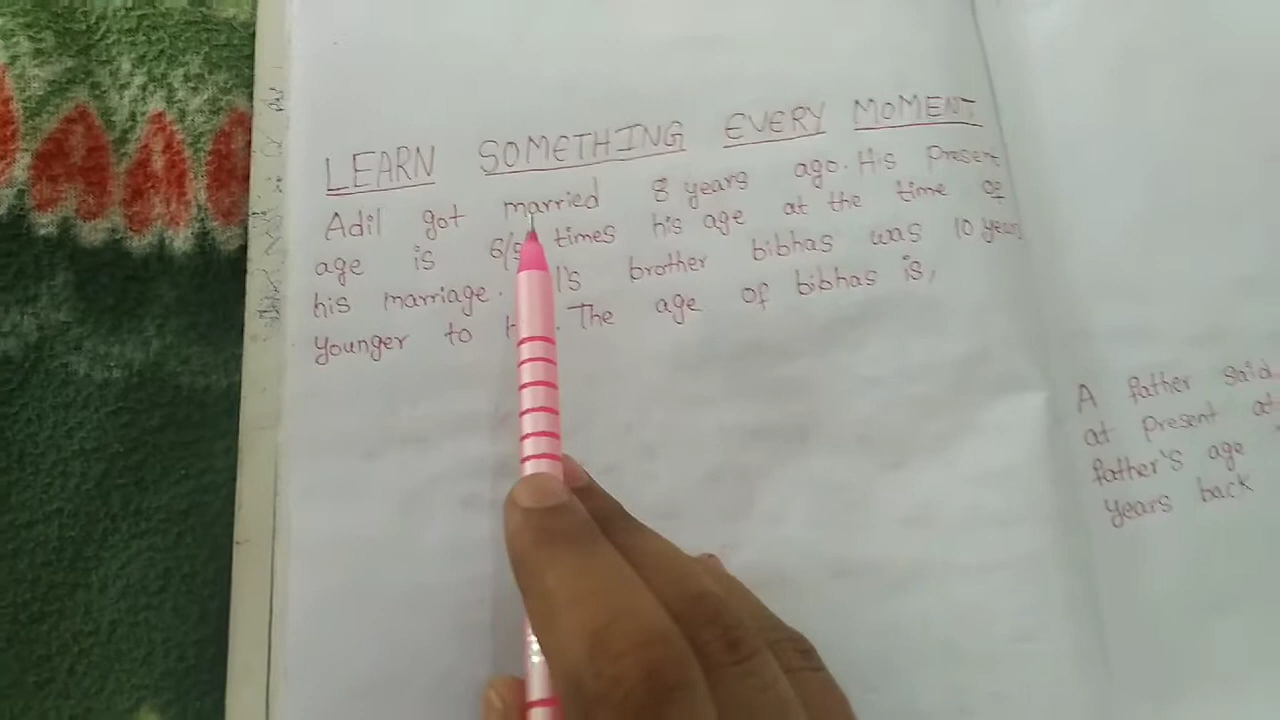 LEARN SOMETHING EVERY MOMENT
Adil got married 8 years ago. His Present
age is times his age at the time of
his marriage. brother bibhas was 10 years
younger to The age of bibhas is,
A father said
at present at
father's age
years back